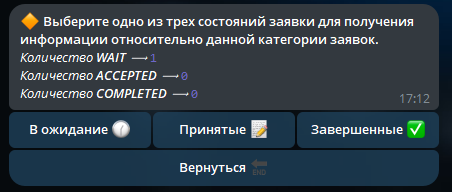 🔶 Выберите одно из трех состояний заявки для получения
информации относительно данной категории заявок.
Количество WAIT ⟶ 1
Количество ACCEPTED ⟶ 0
Количество COMPLETED ⟶ 0
17:12
В ожидание 🕜 Принятые 📝 Завершенные ✅
Вернуться 🔚